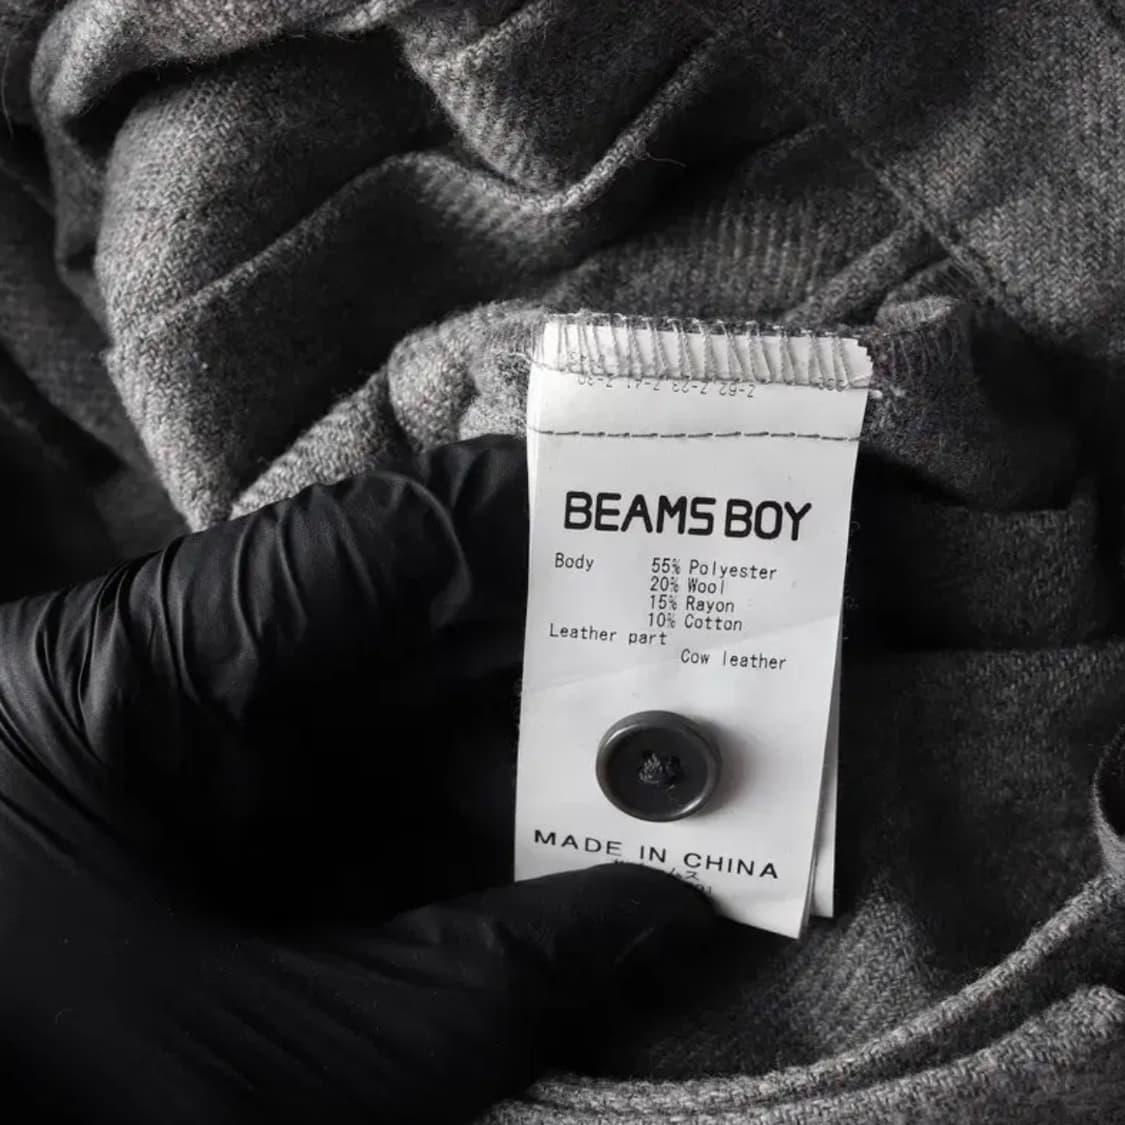 BEAMS BOY
Body 55% Polyester
20% Wool
15% Rayon
10% Cotton
Leather part
Cow leather
MADE IN CHINA